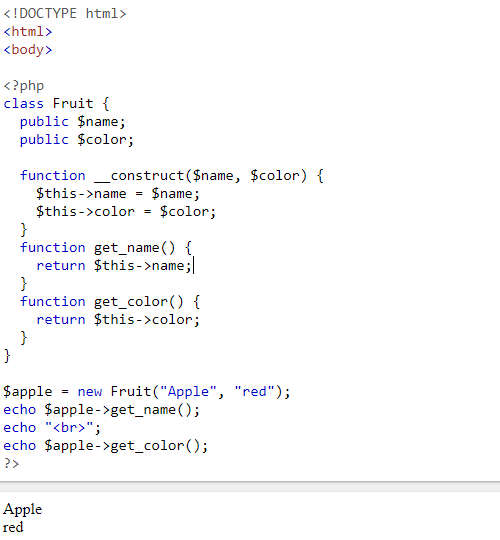 <!DOCTYPE html>
<html>
<body>
<?php
class Fruit {
public $name;
public $color;
function __construct($name, $color) {
$this->name = $name;
$this->color = $color;
}
function get_name() {
return $this->name;
}
function get_color() {
return $this->color;
}
}
$apple = new Fruit("Apple", "red");
echo $apple->get_name();
echo "<br>";
echo $apple->get_color();
?>
Apple
red